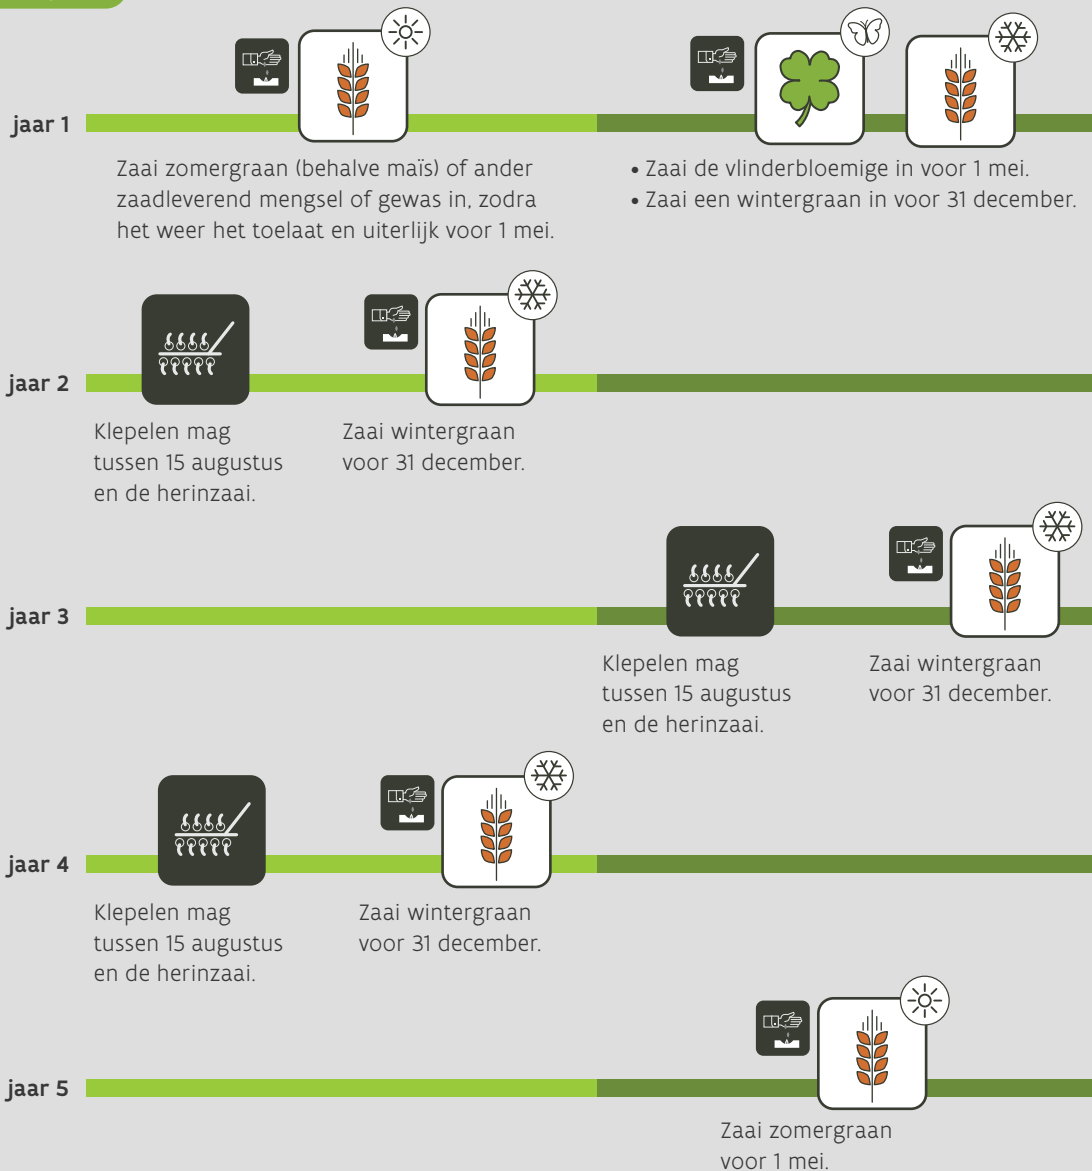 jaar 1
Zaai zomergraan (behalve maïs) of ander
zaadleverend mengsel of gewas in, zodra
het weer het toelaat en uiterlijk voor 1 mei.
• Zaai de vlinderbloemige in voor 1 mei.
• Zaai een wintergraan in voor 31 december.
jaar 2
Klepelen mag
tussen 15 augustus
en de herinzaai.
Zaai wintergraan
voor 31 december.
jaar 3
Klepelen mag
tussen 15 augustus
en de herinzaai.
Zaai wintergraan
voor 31 december.
jaar 4
Klepelen mag
tussen 15 augustus
en de herinzaai.
Zaai wintergraan
voor 31 december.
jaar 5
Zaai zomergraan
voor 1 mei.